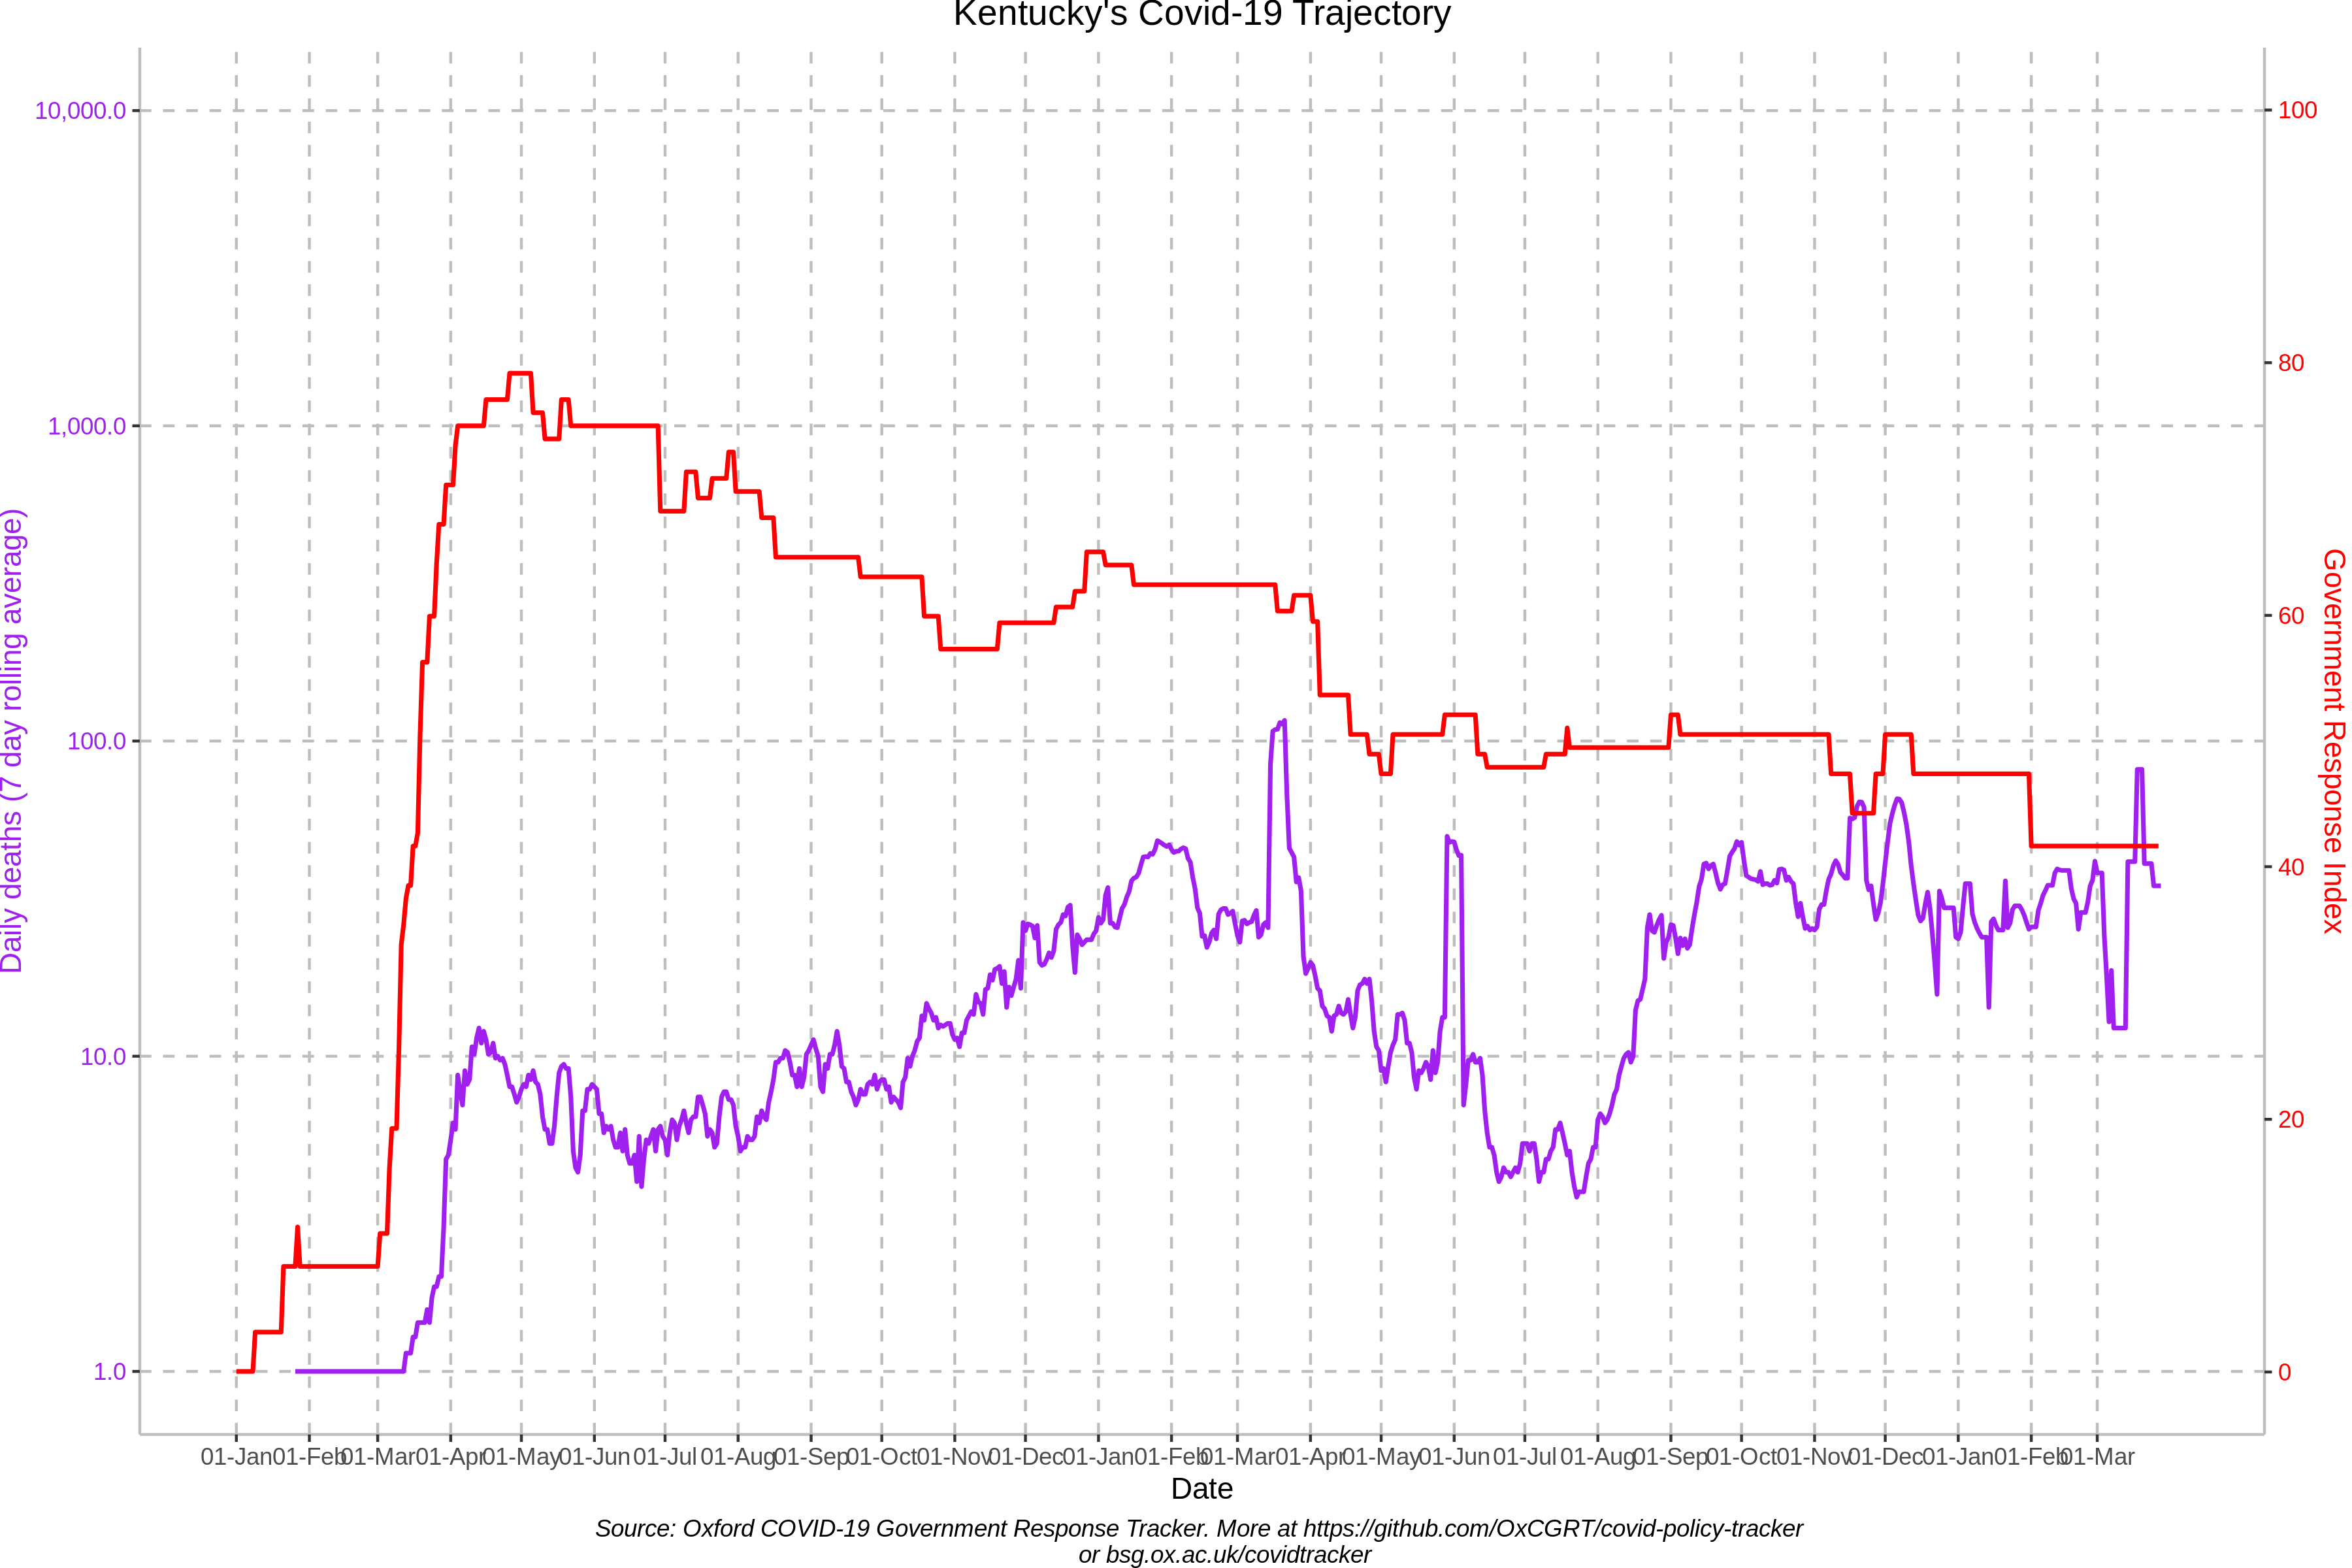 Kentucky's Covid-19 Trajectory
10,000.0
1,000.0
100.0
10.0
1.0
Daily deaths (7 day rolling average)
100
80
60
40
20
0
Government Response Index
01-Jan 01-Feb 01-Mar 01-Apr 01-May 01-Jun 01-Jul 01-Aug 01-Sep 01-Oct 01-Nov 01-Dec 01-Jan 01-Feb 01-Mar 01-Apr 01-May 01-Jun 01-Jul 01-Aug 01-Sep 01-Oct 01-Nov 01-Dec 01-Jan 01-Feb 01-Mar
Date
Source: Oxford COVID-19 Government Response Tracker. More at https://github.com/OxCGRT/covid-policy-tracker
or bsg.ox.ac.uk/covidtracker